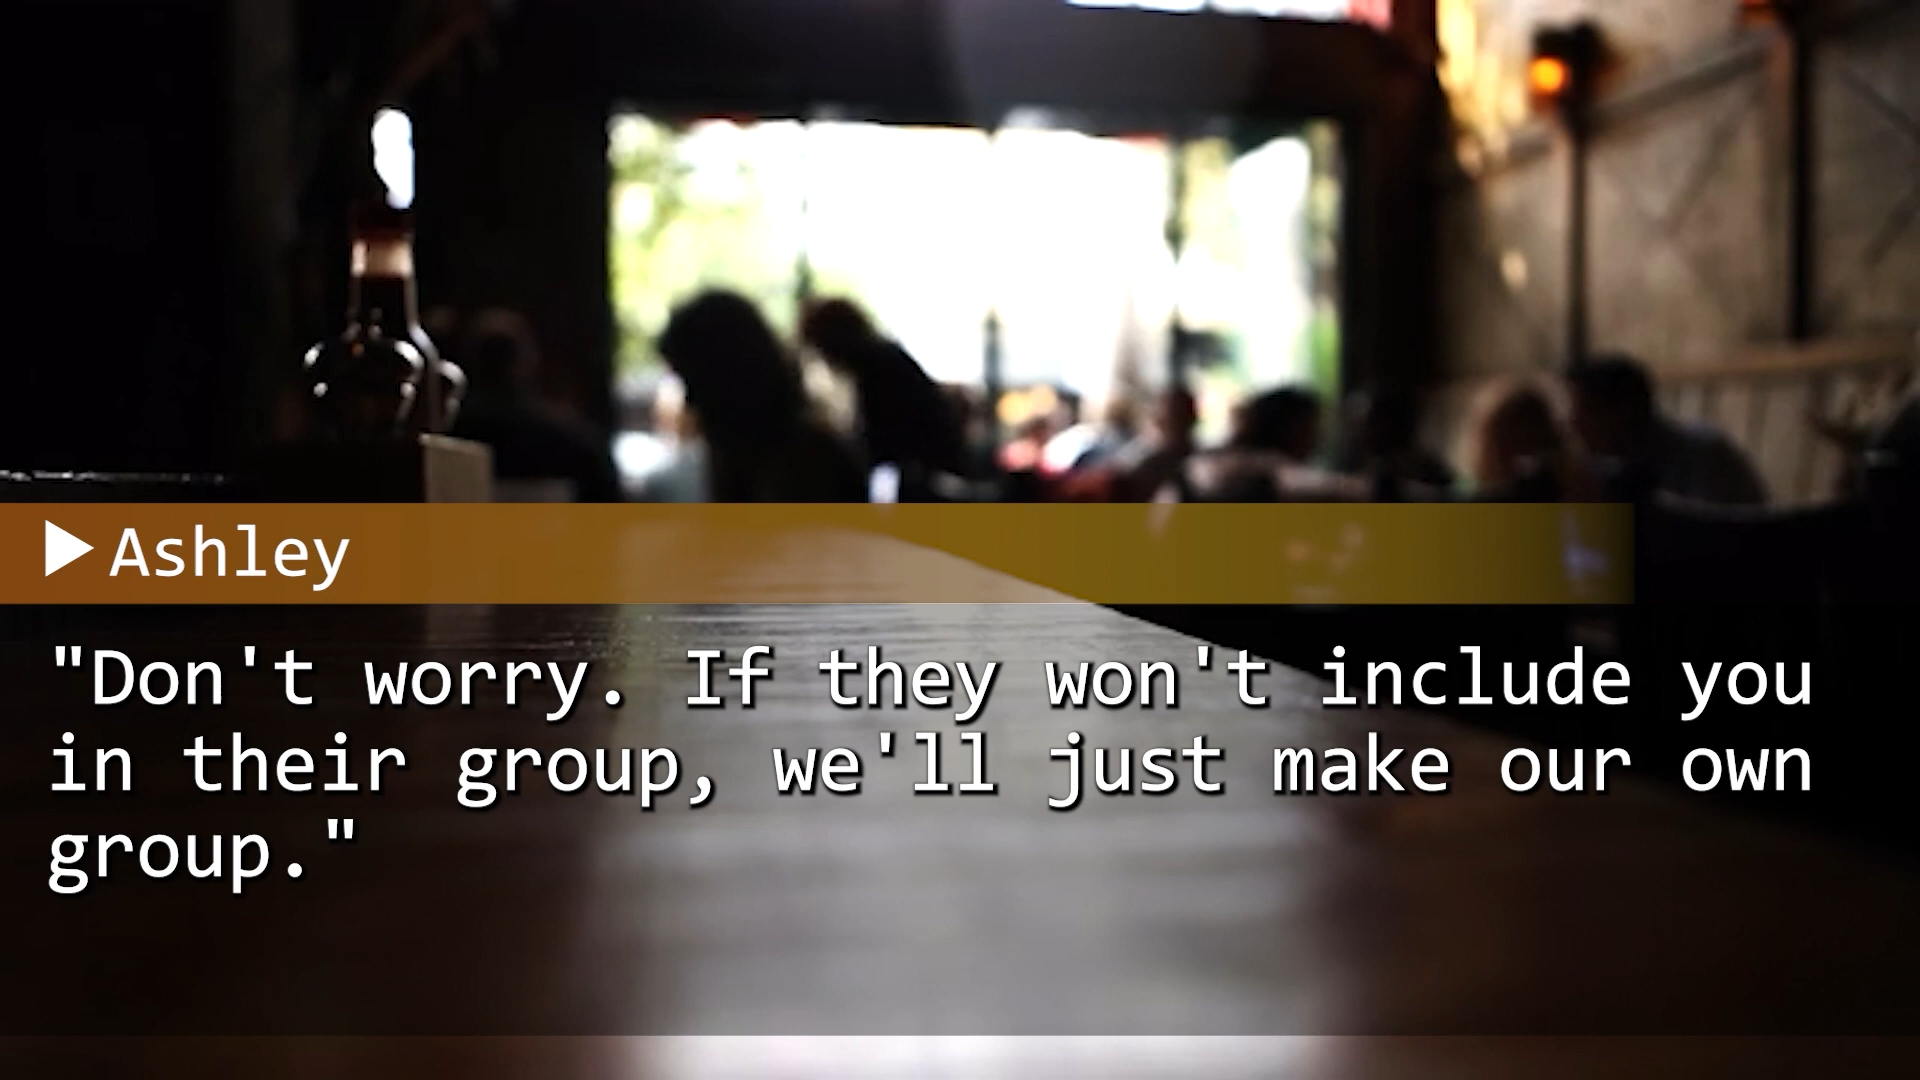 Ashley
"Don't worry. If they won't include you
in their group, we'll just make our own
group."